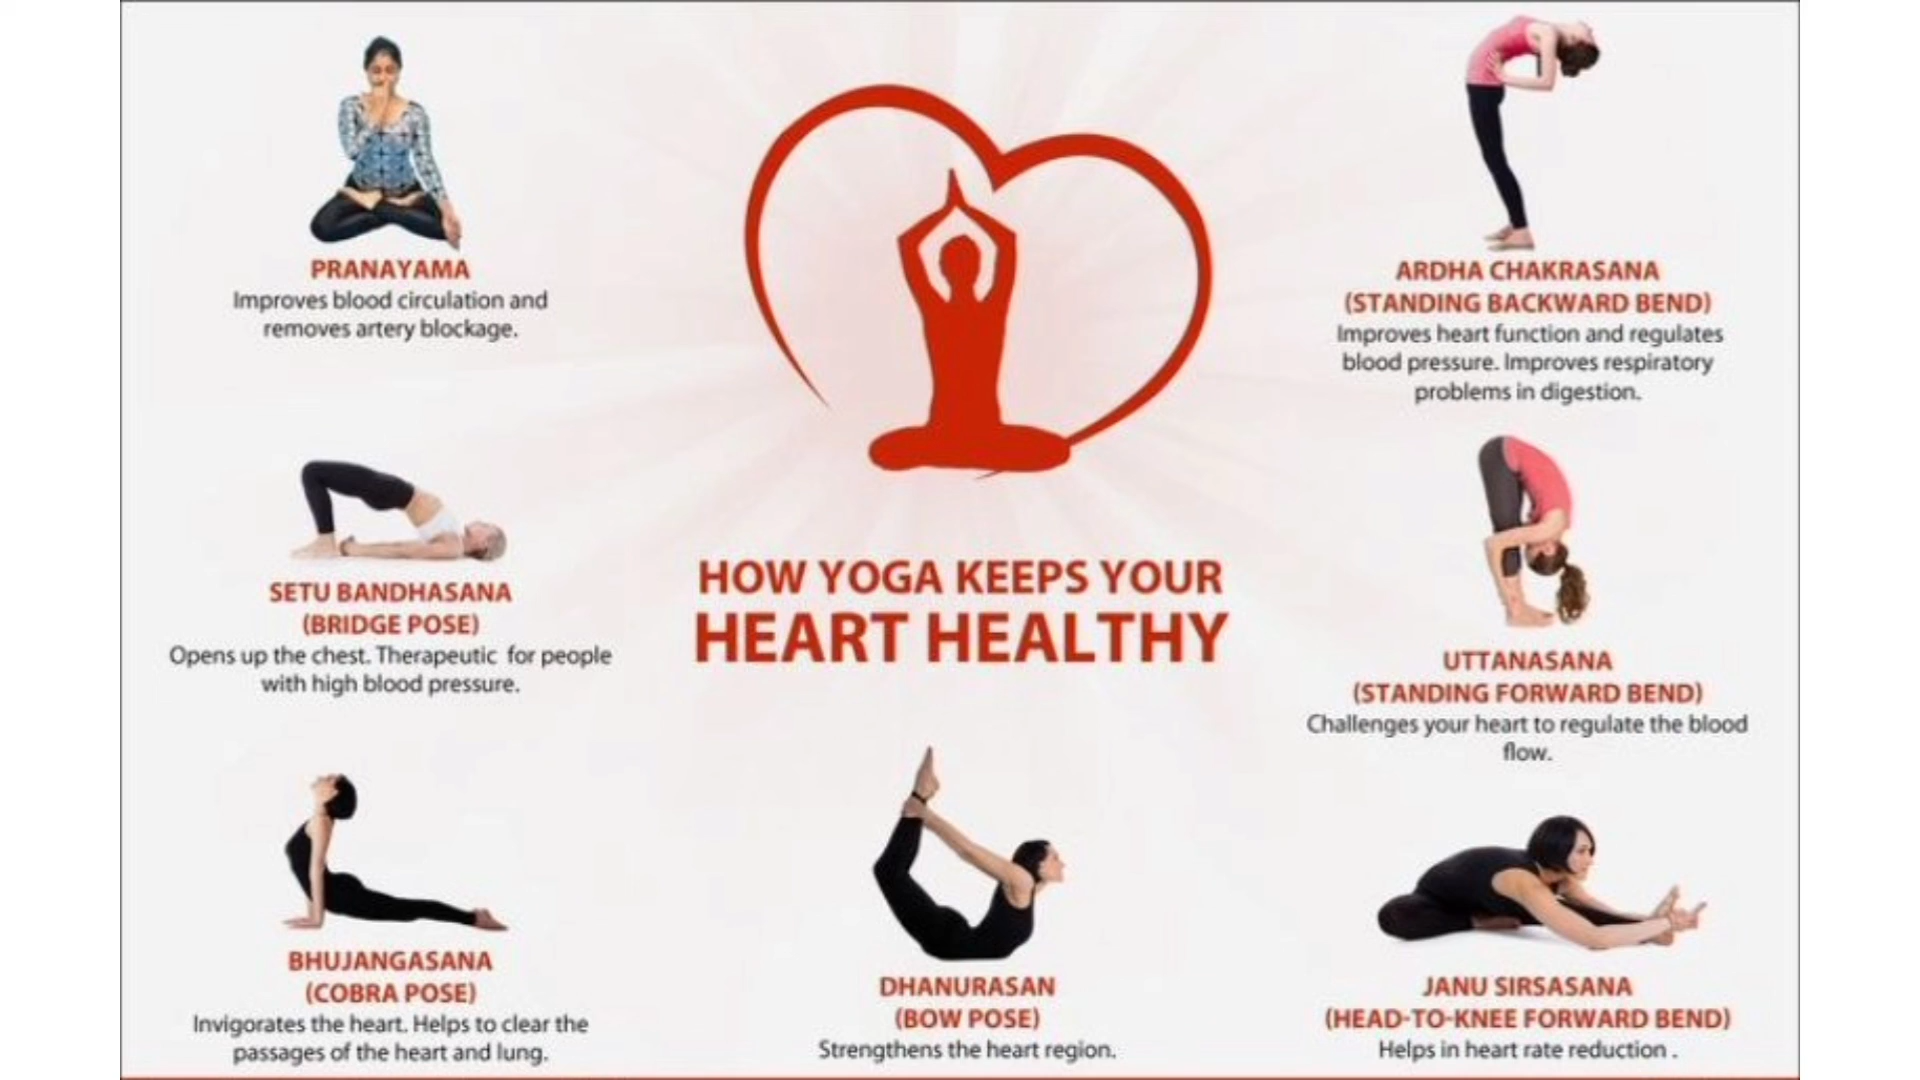 PRANAYAMA
Improves blood circulation and
removes artery blockage.
SETU BANDHASANA
(BRIDGE POSE)
Opens up the chest. Therapeutic for people
with high blood pressure.
BHUJANGASANA
(COBRA POSE)
Invigorates the heart. Helps to clear the
passages of the heart and lung.
HOW YOGA KEEPS YOUR
HEART HEALTHY
DHANURASAN
(BOW POSE)
Strengthens the heart region.
ARDHA CHAKRASANA
(STANDING BACKWARD BEND)
Improves heart function and regulates
blood pressure. Improves respiratory
problems in digestion.
UTTANASANA
(STANDING FORWARD BEND)
Challenges your heart to regulate the blood
flow.
JANU SIRSASANA
(HEAD-TO-KNEE FORWARD BEND)
Helps in heart rate reduction .